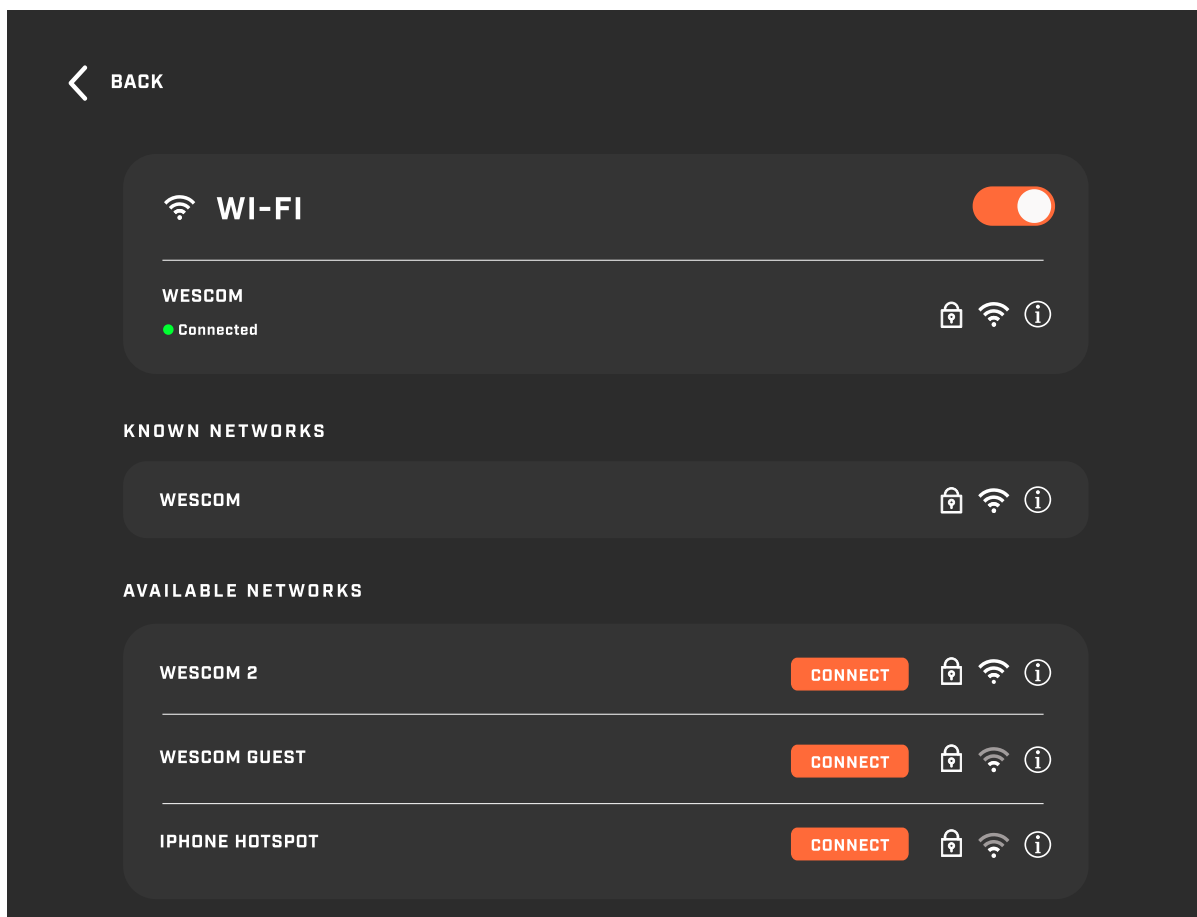 BACK
WI-FI
WESCOM
Connected
KNOWN NETWORKS
WESCOM
AVAILABLE NETWORKS
WESCOM 2
CONNECT
WESCOM GUEST
CONNECT
IPHONE HOTSPOT
CONNECT